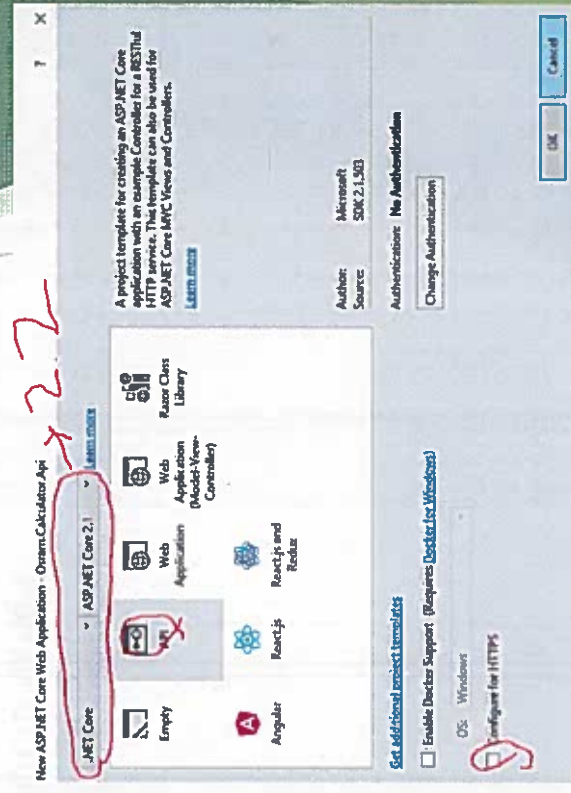 ? ×
New ASP.NET Core Web Application - Osram.Calculator.Api
2.2
.NET Core ASP.NET Core 2.1 Learn more
Empty
API
Web Application
Web Application (Model-View-Controller)
Razor Class Library
Angular
React.js
React.js and Redux
A project template for creating an ASP.NET Core
application with an example Controller for a RESTful
HTTP service. This template can also be used for
ASP.NET Core MVC Views and Controllers.
Learn more
Author: Microsoft
Source: SDK 2.1.503
Get additional project templates
Authentication: No Authentication
Change Authentication
Enable Docker Support (Requires Docker for Windows)
OS: Windows
Configure for HTTPS
OK Cancel